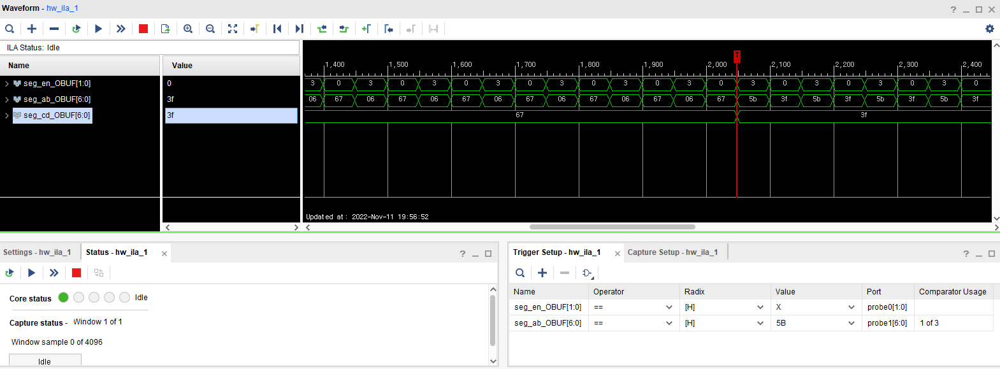 Waveform - hw_ila_1
?
ILA Status: Idle
Name Value
seg_en_OBUF[1:0] 0
seg_ab_OBUF[6:0] 3f
seg_cd_OBUF[6:0] 3f
T
1,400 1,500 1,600 1,700 1,800 1,900 2,000 2,100 2,200 2,300 2,400
3 0 3 0 3 0 3 0 3 0 3 0 3 0 3 0 3 0 3 0 3 0
06 67 06 67 06 67 06 67 06 67 06 67 06 67 5b 3f 5b 3f 5b 3f 5b 3f
67 3f
Updated at: 2022-Nov-11 19:56:52
Settings - hw_ila_1 Status - hw_ila_1 ?
Core status Idle
Capture status - Window 1 of 1
Window sample 0 of 4096
Idle
Trigger Setup - hw_ila_1 Capture Setup - hw_ila_1 ?
Name Operator Radix Value Port Comparator Usage
seg_en_OBUF[1:0] == [H] X probe0[1:0]
seg_ab_OBUF[6:0] == [H] 5B probe1[6:0] 1 of 3